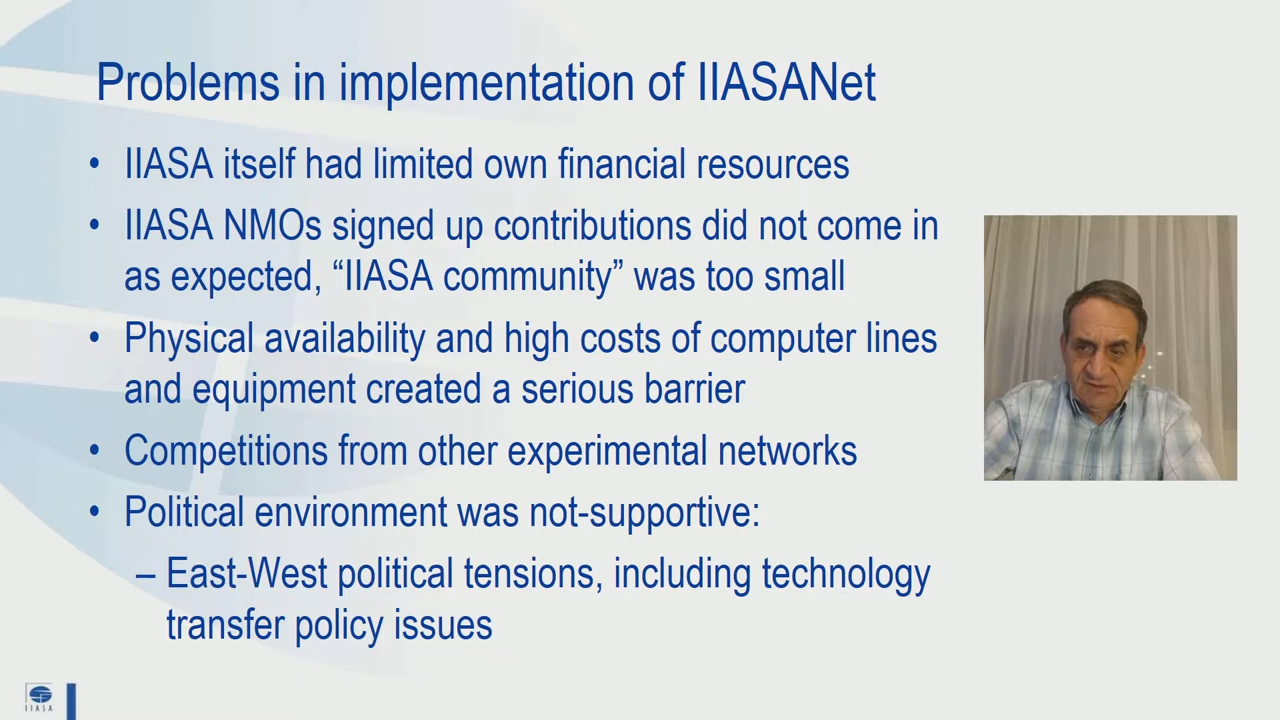 Problems in implementation of IIASANet
• IIASA itself had limited own financial resources
• IIASA NMOs signed up contributions did not come in
as expected, “IIASA community” was too small
• Physical availability and high costs of computer lines
and equipment created a serious barrier
• Competitions from other experimental networks
• Political environment was not-supportive:
– East-West political tensions, including technology
transfer policy issues
IIASA